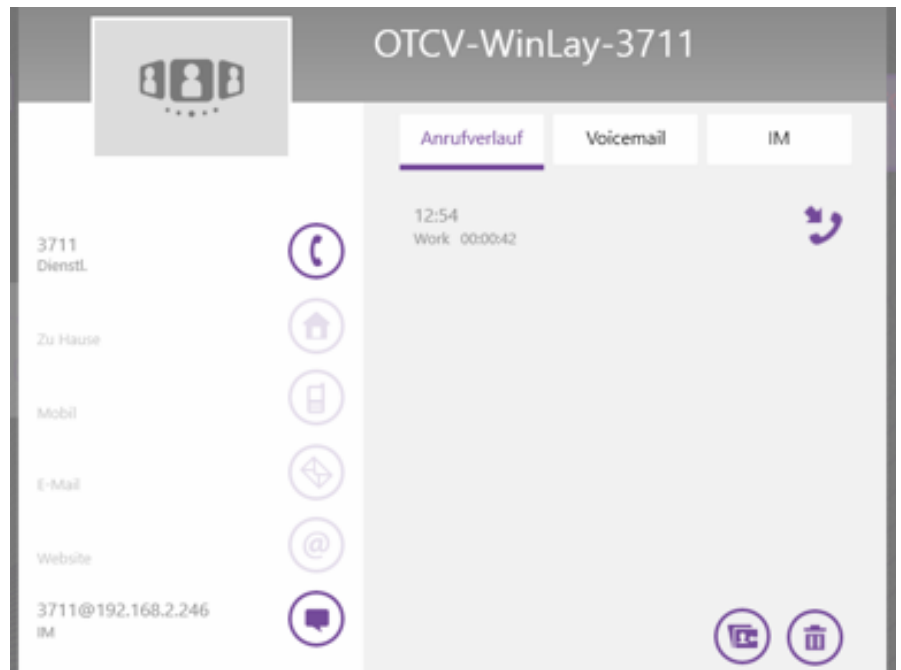 OTCV-WinLay-3711
Anrufverlauf
Voicemail
IM
12:54
Work 00:00:42
3711
Dienstl.
Zu Hause
Mobil
E-Mail
Website
3711@192.168.2.246
IM